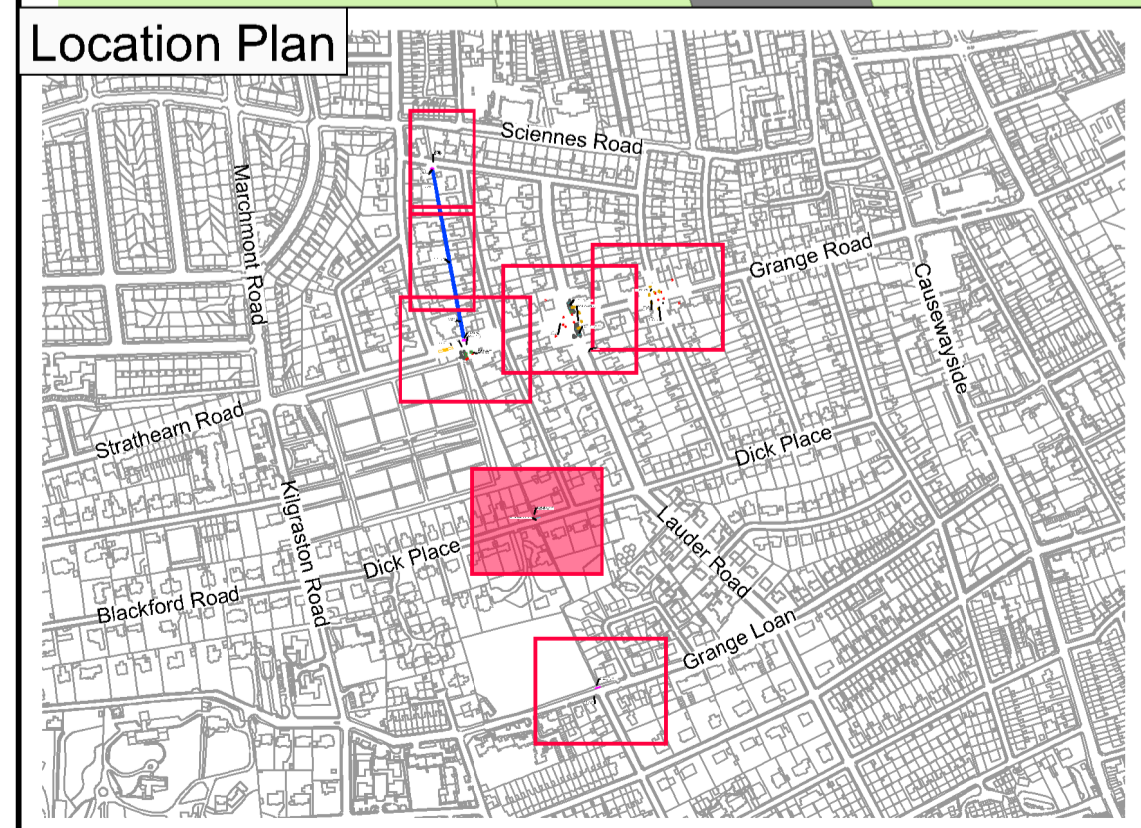 Location Plan
Sciennes Road
Marchmont Road
Grange Road
Causewayside
Strathearn Road
Dick Place
Kilgraston Road
Lauder Road
Dick Place
Blackford Road
Grange Loan